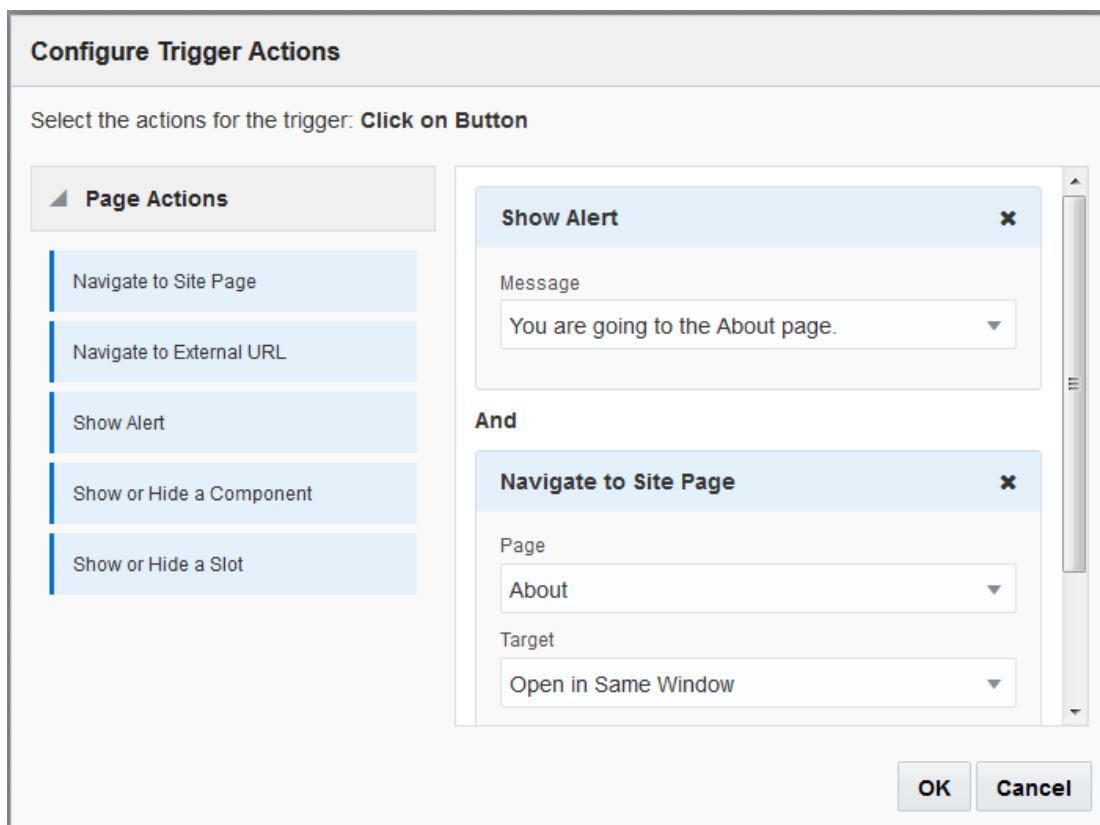 Configure Trigger Actions
Select the actions for the trigger: Click on Button
Page Actions
Navigate to Site Page
Navigate to External URL
Show Alert
Show or Hide a Component
Show or Hide a Slot
Show Alert
Message
You are going to the About page.
And
Navigate to Site Page
Page
About
Target
Open in Same Window
OK Cancel